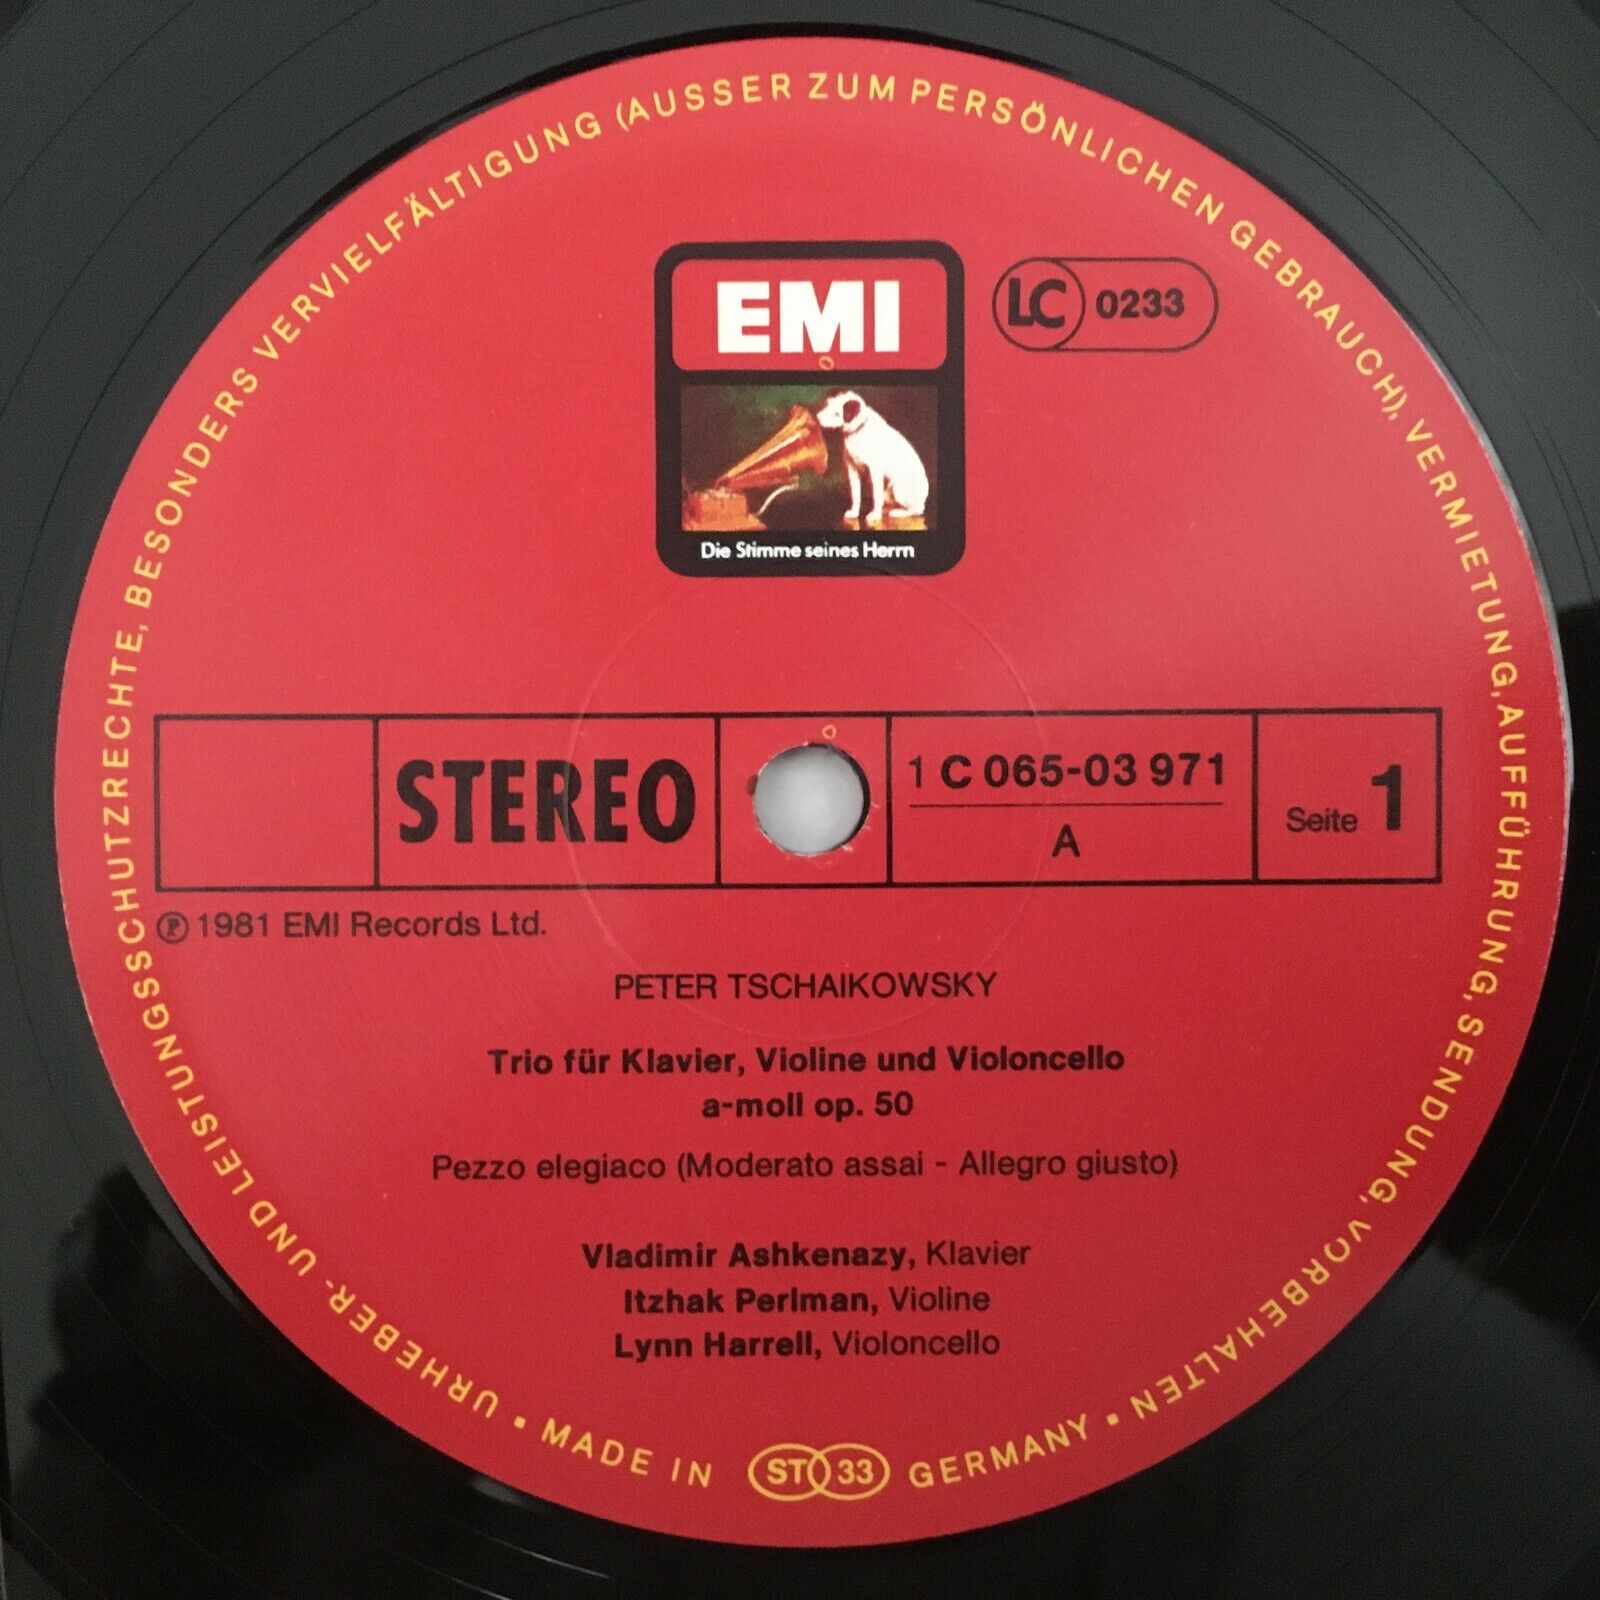 URHEBER- UND LEISTUNGSSCHUTZRECHTE, BESONDERS VERVIELFÄLTIGUNG (AUSSER ZUM PERSÖNLICHEN GEBRAUCH), VERMIETUNG, AUFFÜHRUNG, SENDUNG, VORBEHALTEN
EMI
LC 0233
Die Stimme seines Herrn
STEREO
1 C 065-03 971
A
Seite 1
Ⓟ 1981 EMI Records Ltd.
PETER TSCHAIKOWSKY
Trio für Klavier, Violine und Violoncello
a-moll op. 50
Pezzo elegiaco (Moderato assai - Allegro giusto)
Vladimir Ashkenazy, Klavier
Itzhak Perlman, Violine
Lynn Harrell, Violoncello
• MADE IN ST 33 GERMANY •